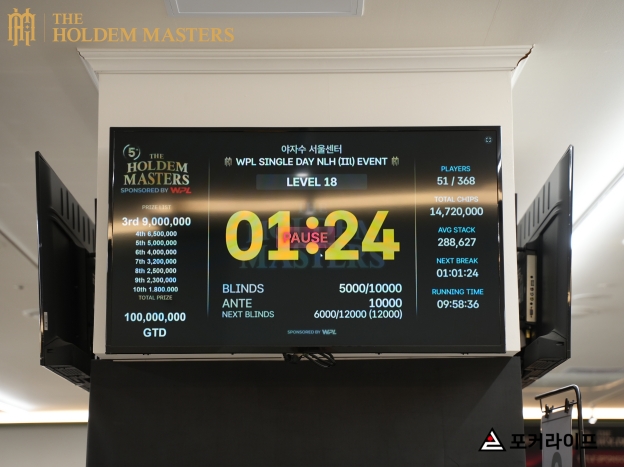 THE
HOLDEM MASTERS
5th
THE
HOLDEM
MASTERS
SPONSORED BY WPL
PRIZE LIST
3rd 9,000,000
4th 6,500,000
5th 5,000,000
6th 4,000,000
7th 3,200,000
8th 2,500,000
9th 2,300,000
10th 1,800,000
TOTAL PRIZE
100,000,000
GTD
야자수 서울센터
WPL SINGLE DAY NLH (III) EVENT
LEVEL 18
01:24
PAUSE
MASTERS
BLINDS 5000/10000
ANTE 10000
NEXT BLINDS 6000/12000 (12000)
SPONSORED BY WPL
PLAYERS
51 / 368
TOTAL CHIPS
14,720,000
AVG STACK
288,627
NEXT BREAK
01:01:24
RUNNING TIME
09:58:36
포커라이프